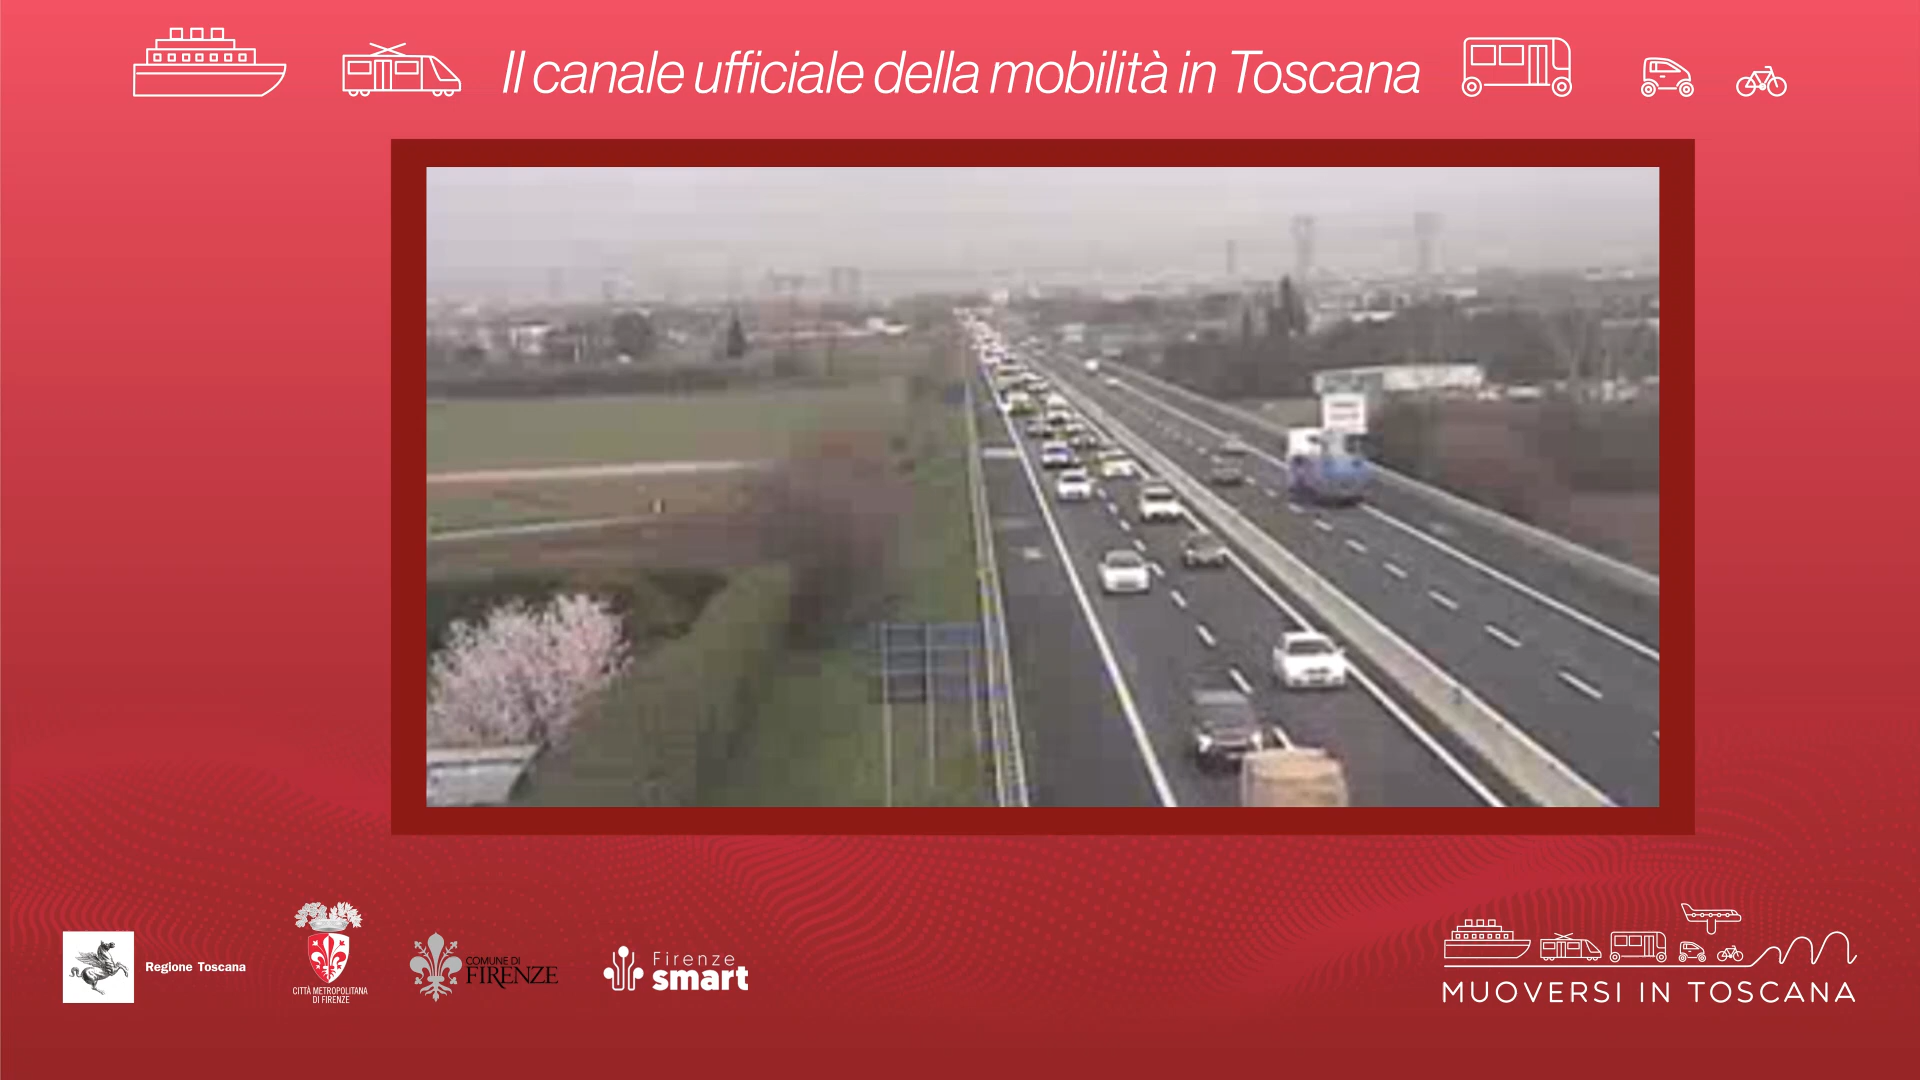 Il canale ufficiale della mobilità in Toscana
Regione Toscana
CITTÀ METROPOLITANA
DI FIRENZE
COMUNE DI
FIRENZE
Firenze
smart
MUOVERSI IN TOSCANA